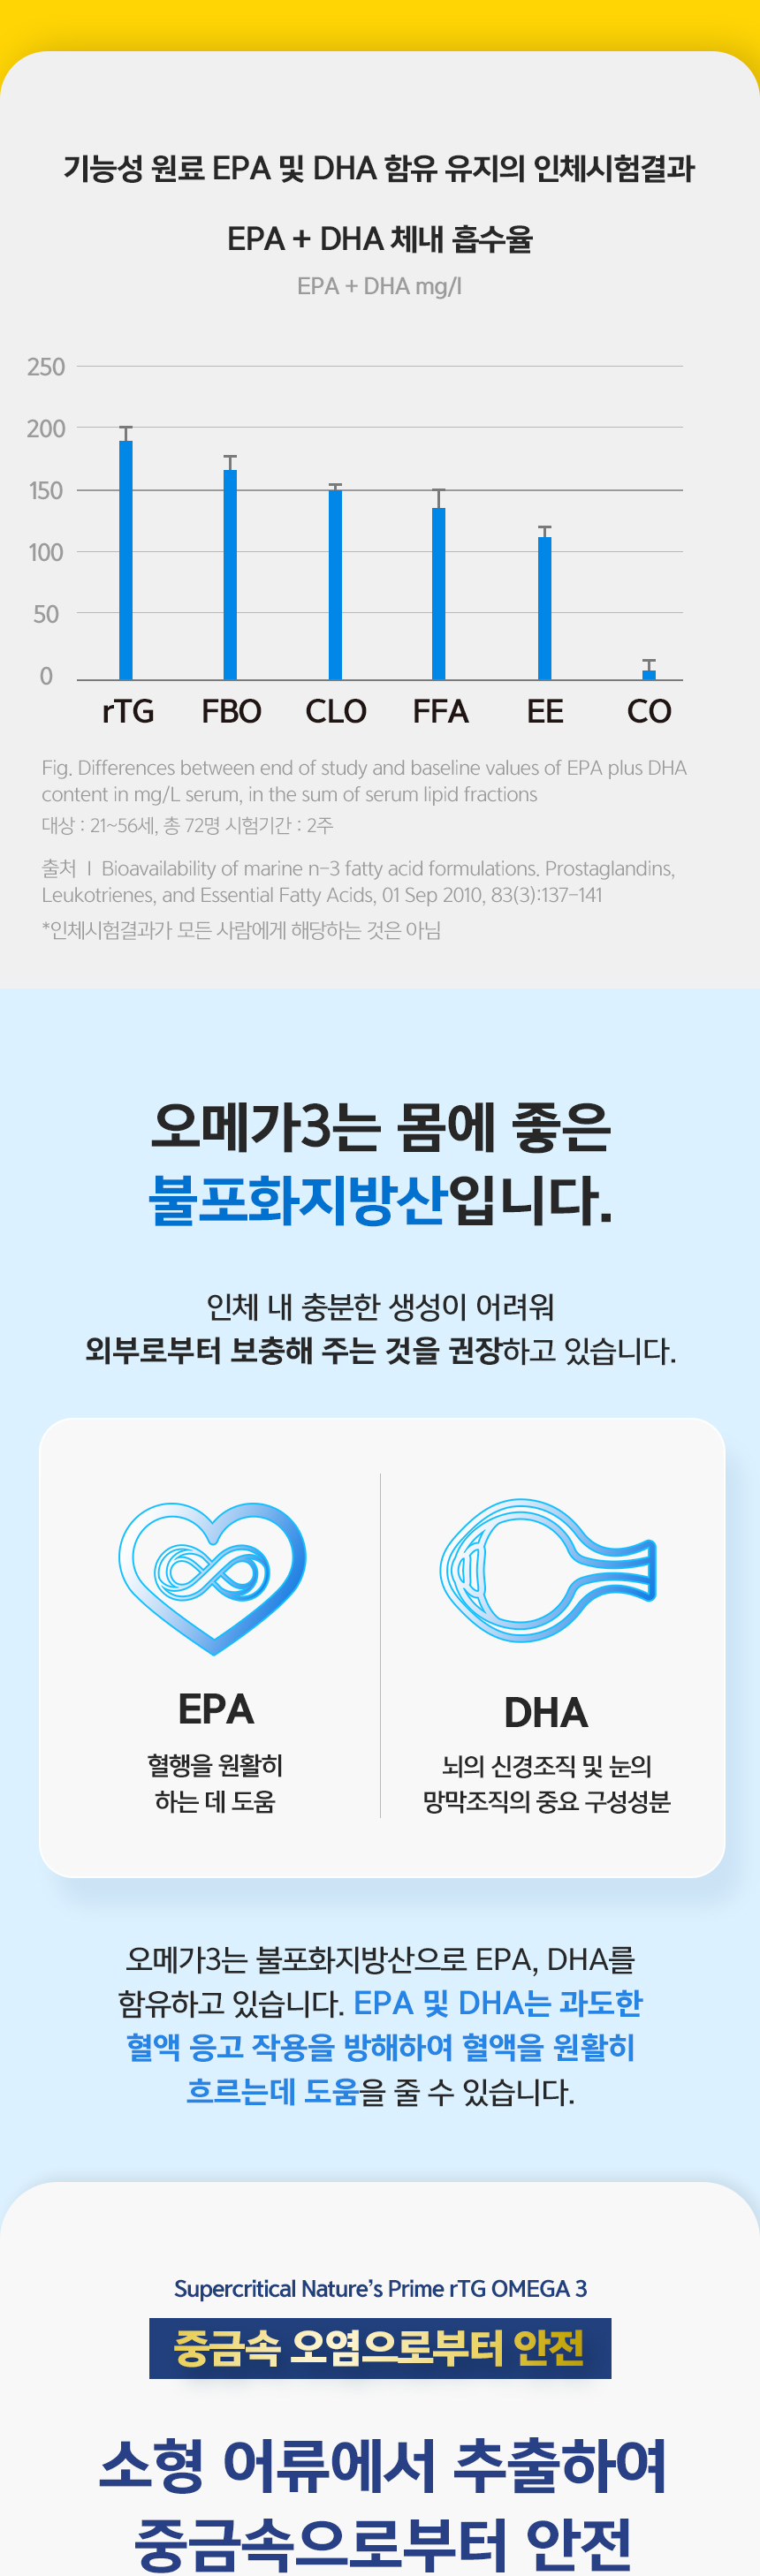 기능성 원료 EPA 및 DHA 함유 유지의 인체시험결과
EPA + DHA 체내 흡수율
EPA + DHA mg/l
250
200
150
100
50
0
rTG FBO CLO FFA EE CO
Fig. Differences between end of study and baseline values of EPA plus DHA
content in mg/L serum, in the sum of serum lipid fractions
대상 : 21~56세, 총 72명 시험기간 : 2주
출처 ㅣ Bioavailability of marine n-3 fatty acid formulations. Prostaglandins,
Leukotrienes, and Essential Fatty Acids, 01 Sep 2010, 83(3):137-141
*인체시험결과가 모든 사람에게 해당하는 것은 아님
오메가3는 몸에 좋은
불포화지방산입니다.
인체 내 충분한 생성이 어려워
외부로부터 보충해 주는 것을 권장하고 있습니다.
EPA
혈행을 원활히
하는 데 도움
DHA
뇌의 신경조직 및 눈의
망막조직의 중요 구성성분
오메가3는 불포화지방산으로 EPA, DHA를
함유하고 있습니다. EPA 및 DHA는 과도한
혈액 응고 작용을 방해하여 혈액을 원활히
흐르는데 도움을 줄 수 있습니다.
Supercritical Nature's Prime rTG OMEGA 3
중금속 오염으로부터 안전
소형 어류에서 추출하여
중금속으로부터 안전